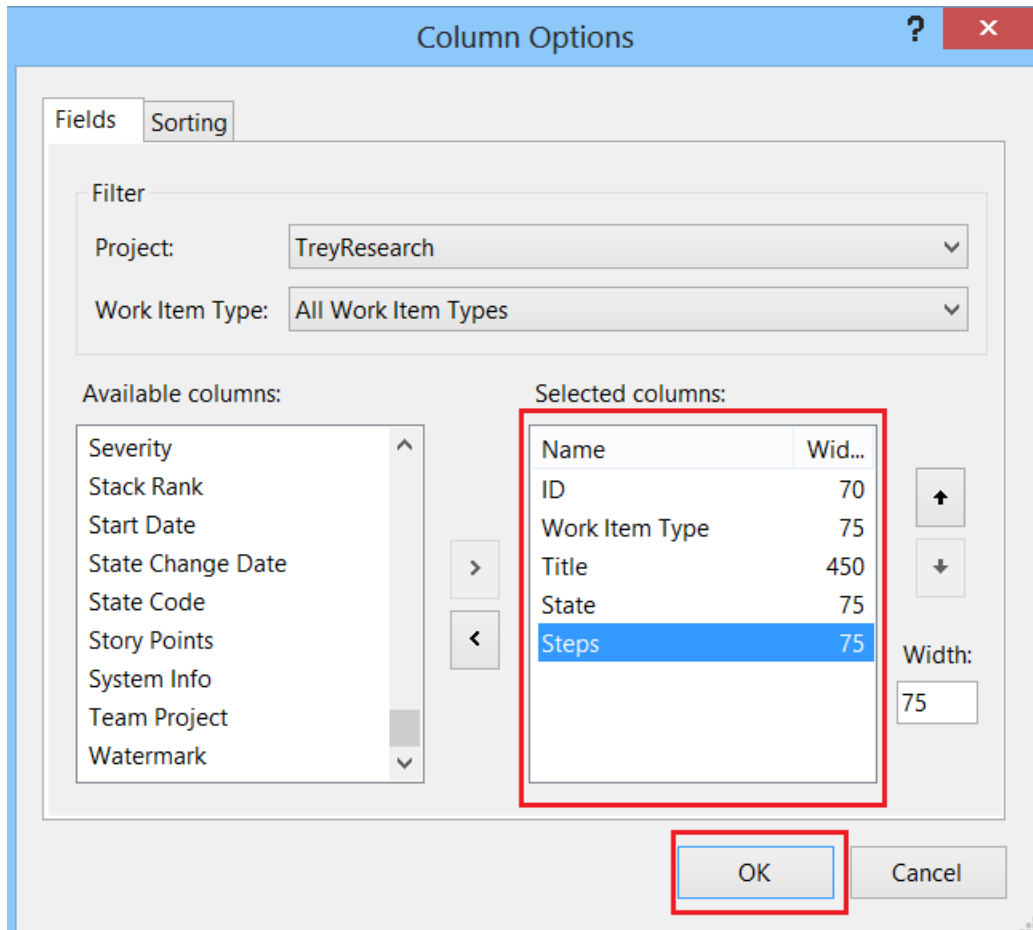 Column Options
?
Fields Sorting
Filter
Project: TreyResearch
Work Item Type: All Work Item Types
Available columns:
Severity
Stack Rank
Start Date
State Change Date
State Code
Story Points
System Info
Team Project
Watermark
Selected columns:
Name Wid...
ID 70
Work Item Type 75
Title 450
State 75
Steps 75
Width:
75
OK Cancel